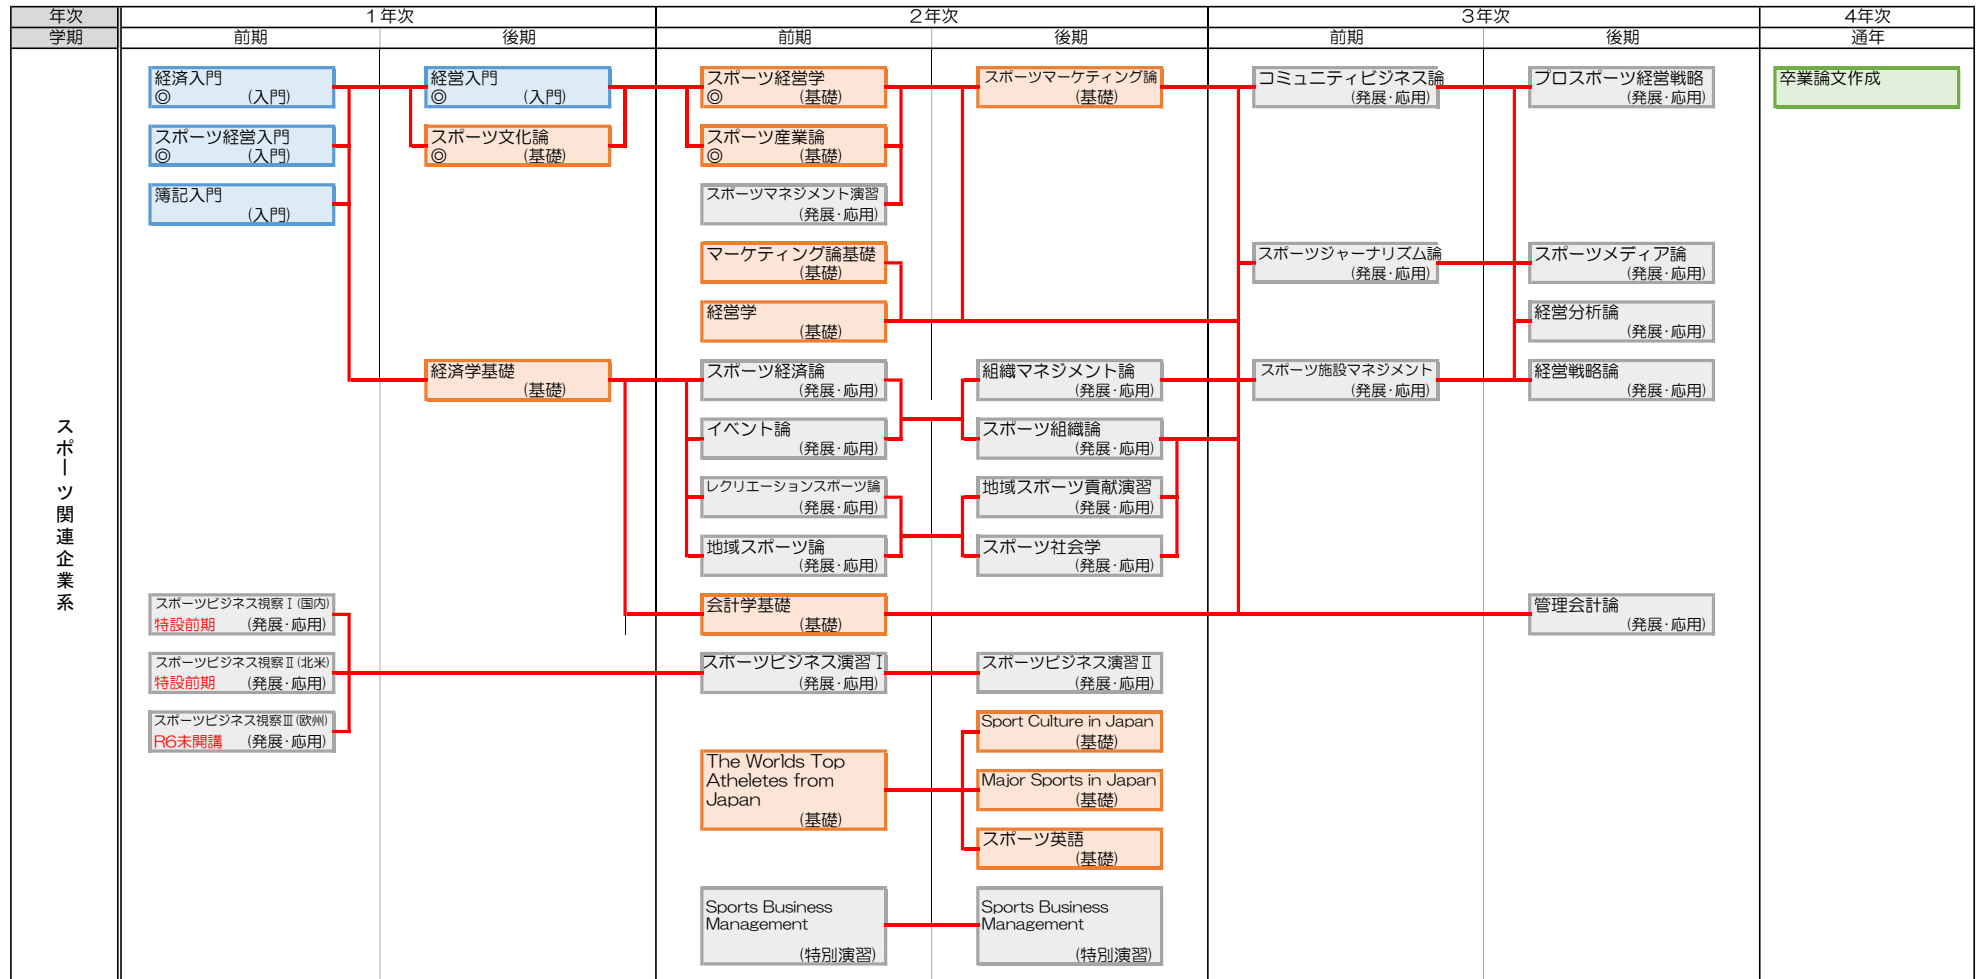 年次
1年次
2年次
3年次
4年次
学期
前期
後期
前期
後期
前期
後期
通年
スポーツ関連企業系
経済入門
◎ (入門)
スポーツ経営入門
◎ (入門)
簿記入門
(入門)
スポーツビジネス視察Ⅰ(国内)
特設前期 (発展・応用)
スポーツビジネス視察Ⅱ(北米)
特設前期 (発展・応用)
スポーツビジネス視察Ⅲ(欧州)
R6未開講 (発展・応用)
経営入門
◎ (入門)
スポーツ文化論
◎ (基礎)
経済学基礎
(基礎)
スポーツ経営学
◎ (基礎)
スポーツ産業論
◎ (基礎)
スポーツマネジメント演習
(発展・応用)
マーケティング論基礎
(基礎)
経営学
(基礎)
スポーツ経済論
(発展・応用)
イベント論
(発展・応用)
レクリエーションスポーツ論
(発展・応用)
地域スポーツ論
(発展・応用)
会計学基礎
(基礎)
スポーツビジネス演習Ⅰ
(発展・応用)
The Worlds Top
Atheletes from
Japan
(基礎)
Sports Business
Management
(特別演習)
スポーツマーケティング論
(基礎)
組織マネジメント論
(発展・応用)
スポーツ組織論
(発展・応用)
地域スポーツ貢献演習
(発展・応用)
スポーツ社会学
(発展・応用)
スポーツビジネス演習Ⅱ
(発展・応用)
Sport Culture in Japan
(基礎)
Major Sports in Japan
(基礎)
スポーツ英語
(基礎)
Sports Business
Management
(特別演習)
コミュニティビジネス論
(発展・応用)
スポーツジャーナリズム論
(発展・応用)
スポーツ施設マネジメント
(発展・応用)
プロスポーツ経営戦略
(発展・応用)
スポーツメディア論
(発展・応用)
経営分析論
(発展・応用)
経営戦略論
(発展・応用)
管理会計論
(発展・応用)
卒業論文作成